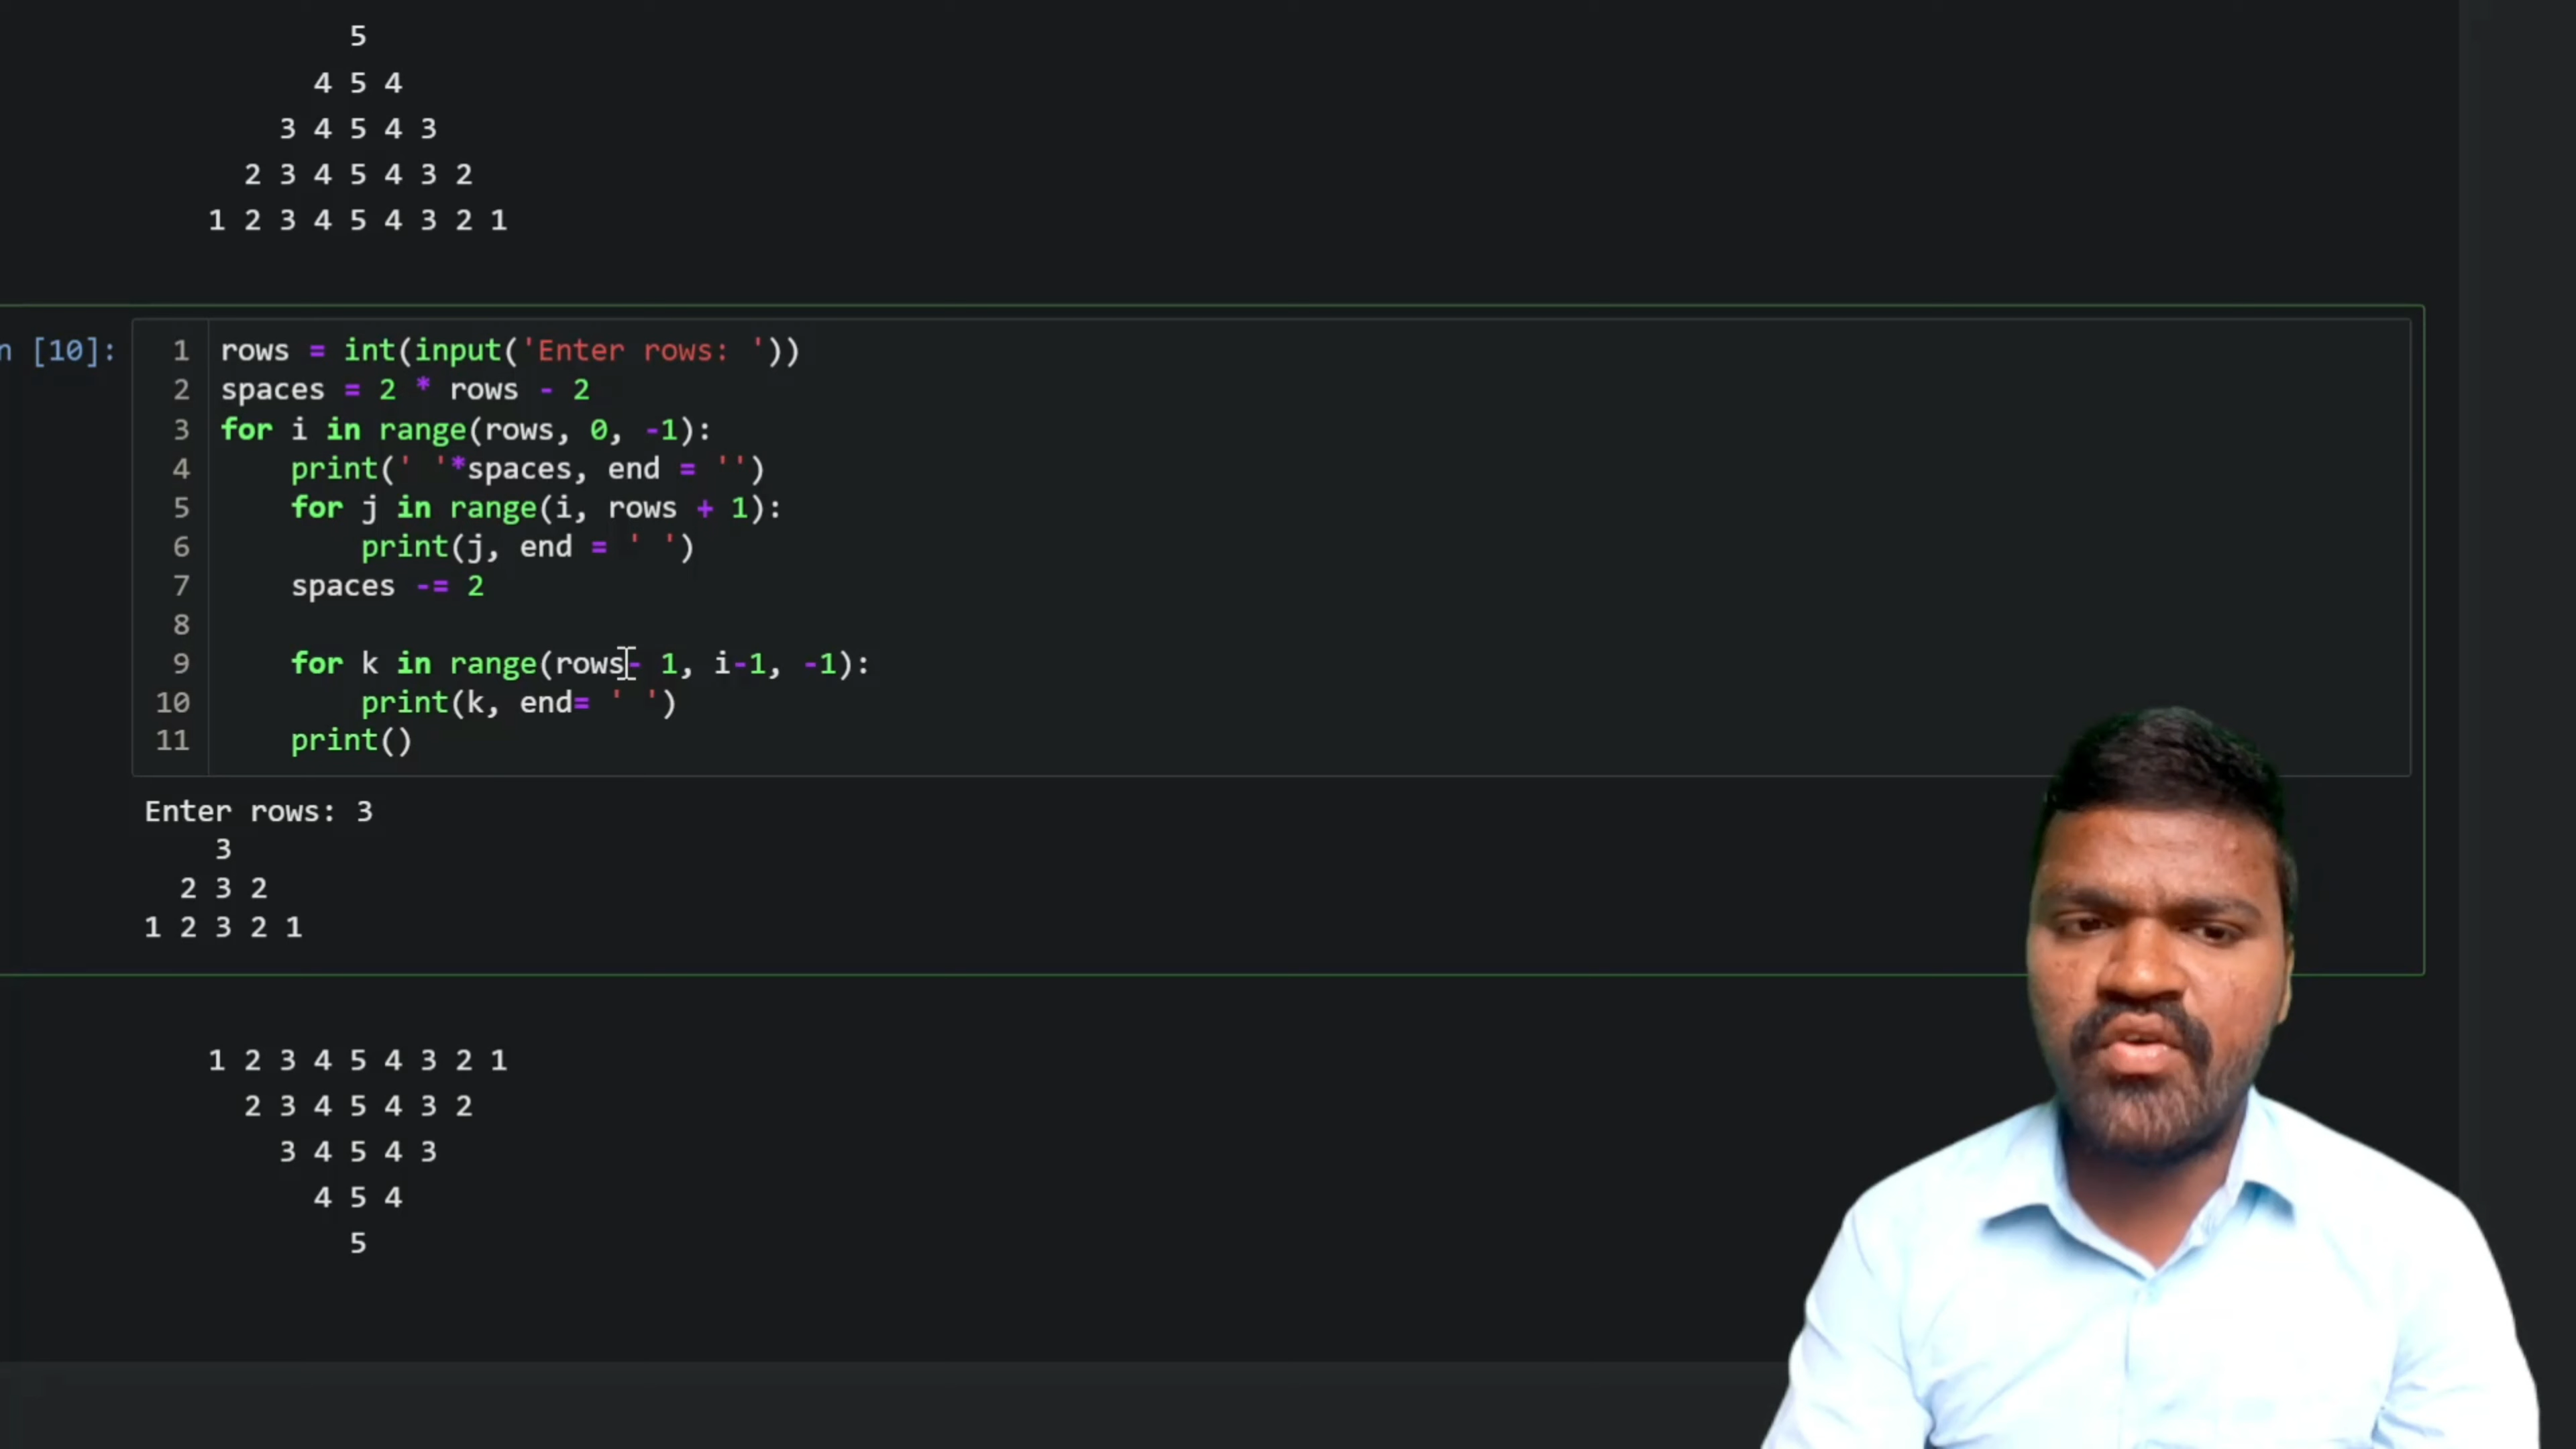 5
4 5 4
3 4 5 4 3
2 3 4 5 4 3 2
1 2 3 4 5 4 3 2 1
n [10]:
1 rows = int(input('Enter rows: '))
2 spaces = 2 * rows - 2
3 for i in range(rows, 0, -1):
4     print(' '*spaces, end = '')
5     for j in range(i, rows + 1):
6         print(j, end = ' ')
7     spaces -= 2
8
9     for k in range(rows- 1, i-1, -1):
10         print(k, end= ' ')
11     print()
Enter rows: 3
3
2 3 2
1 2 3 2 1
1 2 3 4 5 4 3 2 1
2 3 4 5 4 3 2
3 4 5 4 3
4 5 4
5